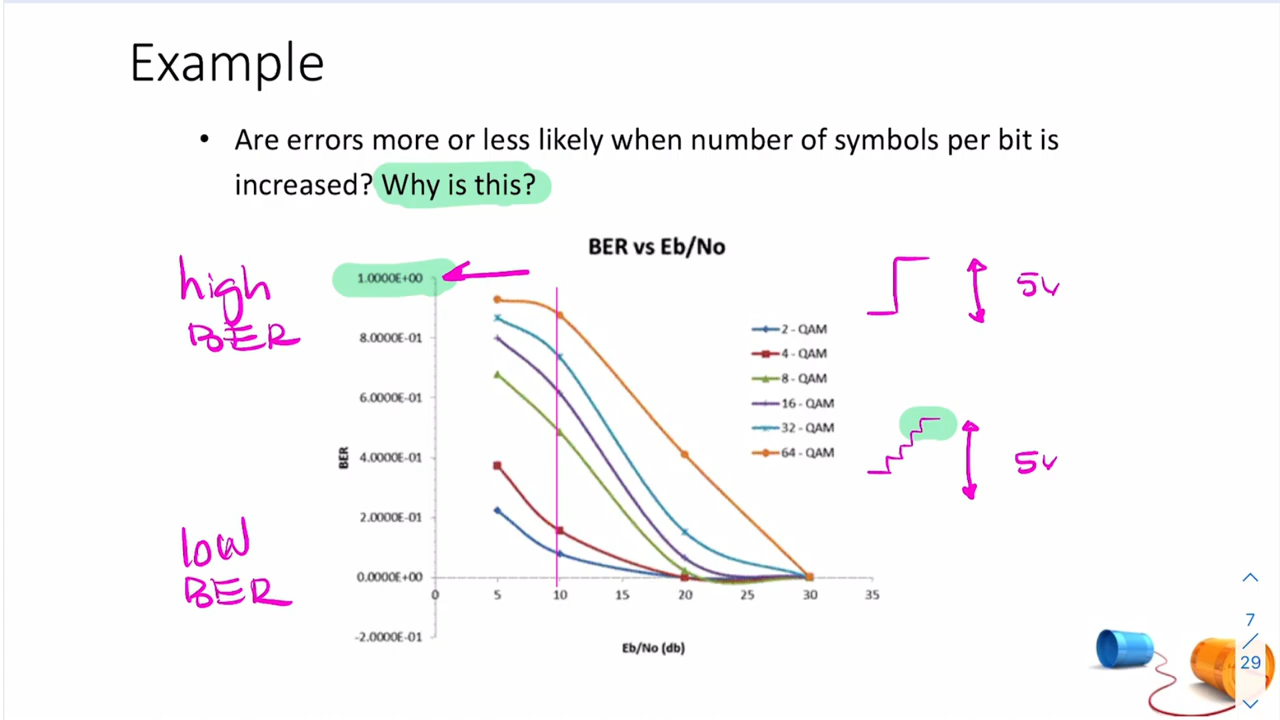 Example
• Are errors more or less likely when number of symbols per bit is
increased? Why is this?
BER vs Eb/No
high
BER
low
BER
1.0000E+00
8.0000E-01
6.0000E-01
4.0000E-01
2.0000E-01
0.0000E+00
-2.0000E-01
BER
0 5 10 15 20 25 30 35
Eb/No (db)
2 - QAM
4 - QAM
8 - QAM
16 - QAM
32 - QAM
64 - QAM
5v
5v
7
/
29